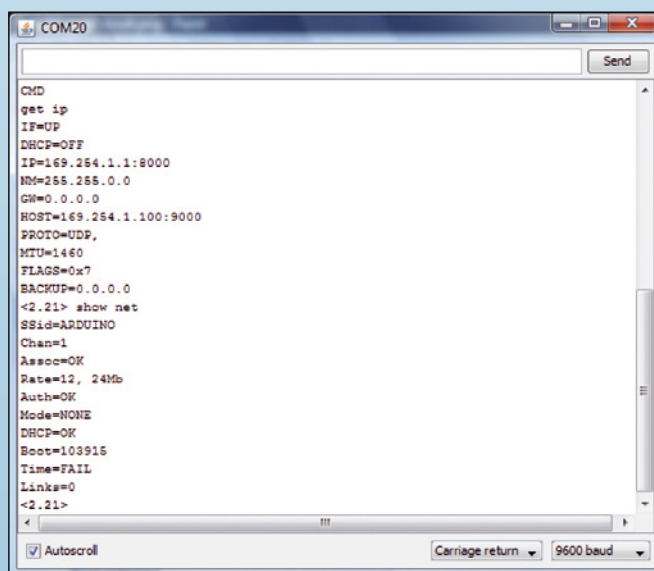 COM20
Send
CMD
get ip
IF=UP
DHCP=OFF
IP=169.254.1.1:8000
NM=255.255.0.0
GW=0.0.0.0
HOST=169.254.1.100:9000
PROTO=UDP,
MTU=1460
FLAGS=0x7
BACKUP=0.0.0.0
<2.21> show net
SSid=ARDUINO
Chan=1
Assoc=OK
Rate=12, 24Mb
Auth=OK
Mode=NONE
DHCP=OK
Boot=103915
Time=FAIL
Links=0
<2.21>
Autoscroll
Carriage return
9600 baud